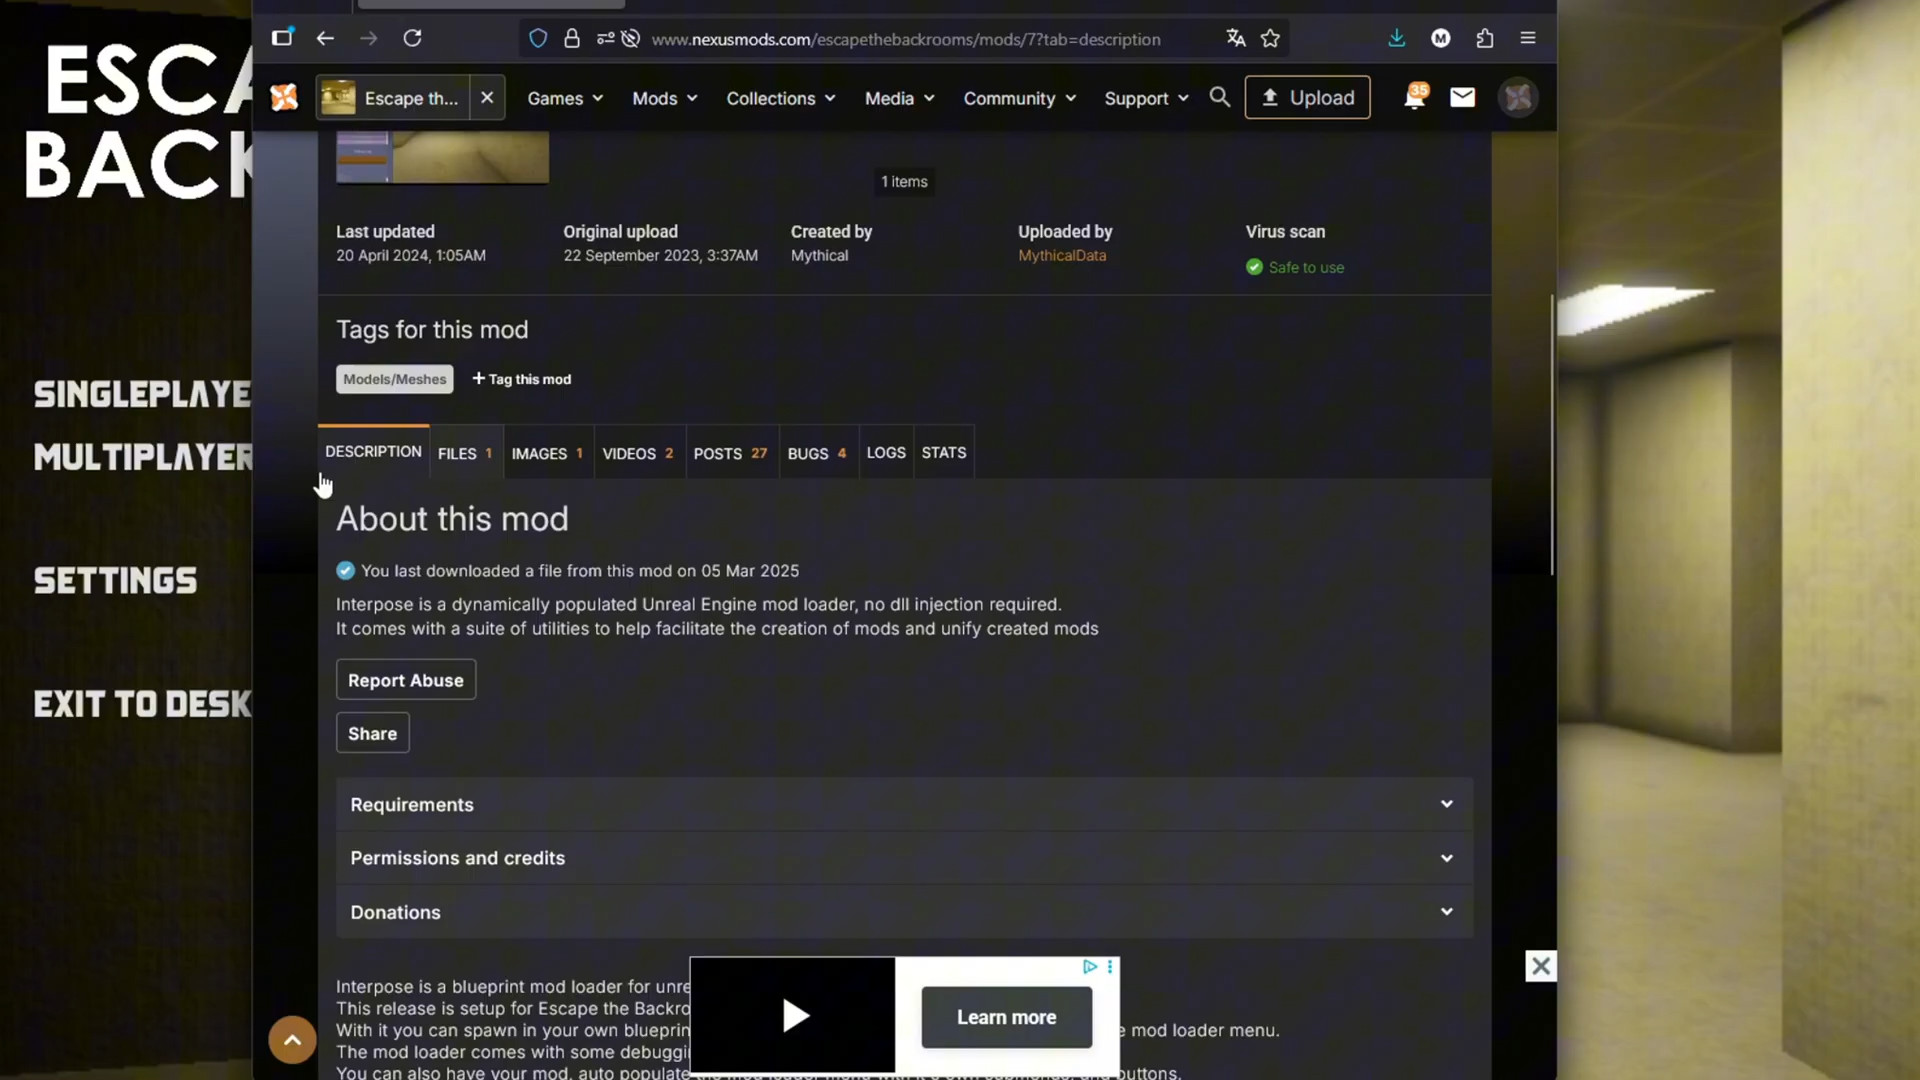 ESCA
BACK
SINGLEPLAYE
MULTIPLAYER
SETTINGS
EXIT TO DESK
www.nexusmods.com/escapethebackrooms/mods/7?tab=description
M
Escape th...
Games
Mods
Collections
Media
Community
Support
Upload
35
1 items
Last updated
20 April 2024, 1:05AM
Original upload
22 September 2023, 3:37AM
Created by
Mythical
Uploaded by
MythicalData
Virus scan
Safe to use
Tags for this mod
Models/Meshes
+ Tag this mod
DESCRIPTION
FILES 1
IMAGES 1
VIDEOS 2
POSTS 27
BUGS 4
LOGS
STATS
About this mod
You last downloaded a file from this mod on 05 Mar 2025
Interpose is a dynamically populated Unreal Engine mod loader, no dll injection required.
It comes with a suite of utilities to help facilitate the creation of mods and unify created mods
Report Abuse
Share
Requirements
Permissions and credits
Donations
Interpose is a blueprint mod loader for unre
This release is setup for Escape the Backro
With it you can spawn in your own blueprin e mod loader menu.
The mod loader comes with some debuggi
You can also have your mod, auto populate buttons.
Learn more